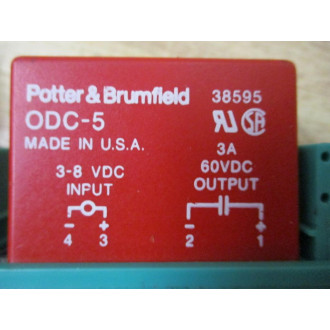 Potter & Brumfield 38595
ODC-5
MADE IN U.S.A.
3-8 VDC
INPUT
3A
60VDC
OUTPUT
- + - +
4 3 2 1